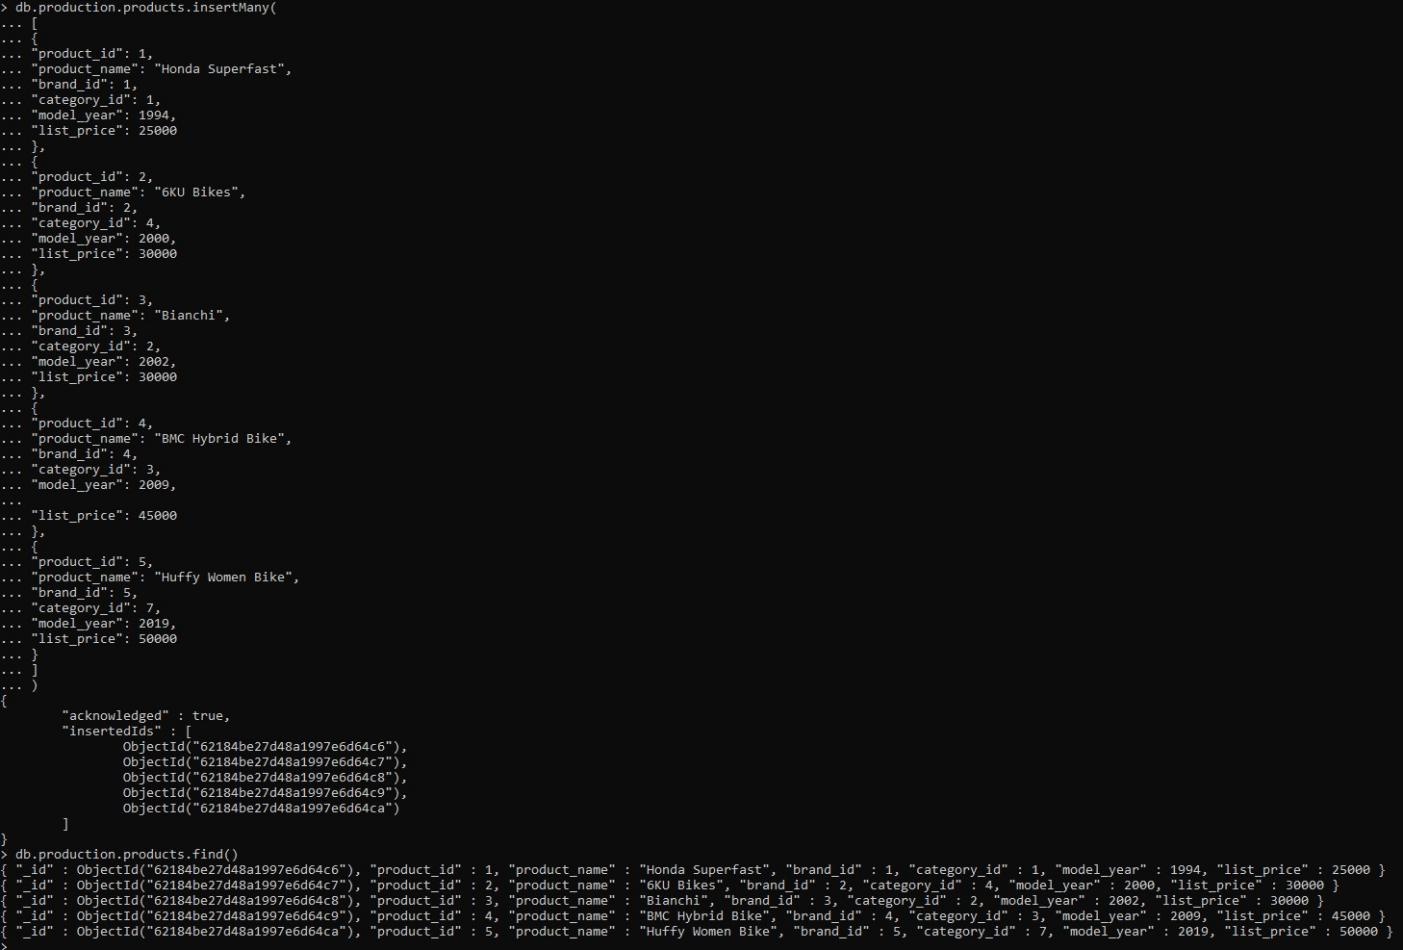 > db.production.products.insertMany(
... [
... {
... "product_id": 1,
... "product_name": "Honda Superfast",
... "brand_id": 1,
... "category_id": 1,
... "model_year": 1994,
... "list_price": 25000
... },
... {
... "product_id": 2,
... "product_name": "6KU Bikes",
... "brand_id": 2,
... "category_id": 4,
... "model_year": 2000,
... "list_price": 30000
... },
... {
... "product_id": 3,
... "product_name": "Bianchi",
... "brand_id": 3,
... "category_id": 2,
... "model_year": 2002,
... "list_price": 30000
... },
... {
... "product_id": 4,
... "product_name": "BMC Hybrid Bike",
... "brand_id": 4,
... "category_id": 3,
... "model_year": 2009,
...
... "list_price": 45000
... },
... {
... "product_id": 5,
... "product_name": "Huffy Women Bike",
... "brand_id": 5,
... "category_id": 7,
... "model_year": 2019,
... "list_price": 50000
... }
... ]
... )
{
        "acknowledged" : true,
        "insertedIds" : [
                ObjectId("62184be27d48a1997e6d64c6"),
                ObjectId("62184be27d48a1997e6d64c7"),
                ObjectId("62184be27d48a1997e6d64c8"),
                ObjectId("62184be27d48a1997e6d64c9"),
                ObjectId("62184be27d48a1997e6d64ca")
        ]
}
> db.production.products.find()
{ "_id" : ObjectId("62184be27d48a1997e6d64c6"), "product_id" : 1, "product_name" : "Honda Superfast", "brand_id" : 1, "category_id" : 1, "model_year" : 1994, "list_price" : 25000 }
{ "_id" : ObjectId("62184be27d48a1997e6d64c7"), "product_id" : 2, "product_name" : "6KU Bikes", "brand_id" : 2, "category_id" : 4, "model_year" : 2000, "list_price" : 30000 }
{ "_id" : ObjectId("62184be27d48a1997e6d64c8"), "product_id" : 3, "product_name" : "Bianchi", "brand_id" : 3, "category_id" : 2, "model_year" : 2002, "list_price" : 30000 }
{ "_id" : ObjectId("62184be27d48a1997e6d64c9"), "product_id" : 4, "product_name" : "BMC Hybrid Bike", "brand_id" : 4, "category_id" : 3, "model_year" : 2009, "list_price" : 45000 }
{ "_id" : ObjectId("62184be27d48a1997e6d64ca"), "product_id" : 5, "product_name" : "Huffy Women Bike", "brand_id" : 5, "category_id" : 7, "model_year" : 2019, "list_price" : 50000 }
>